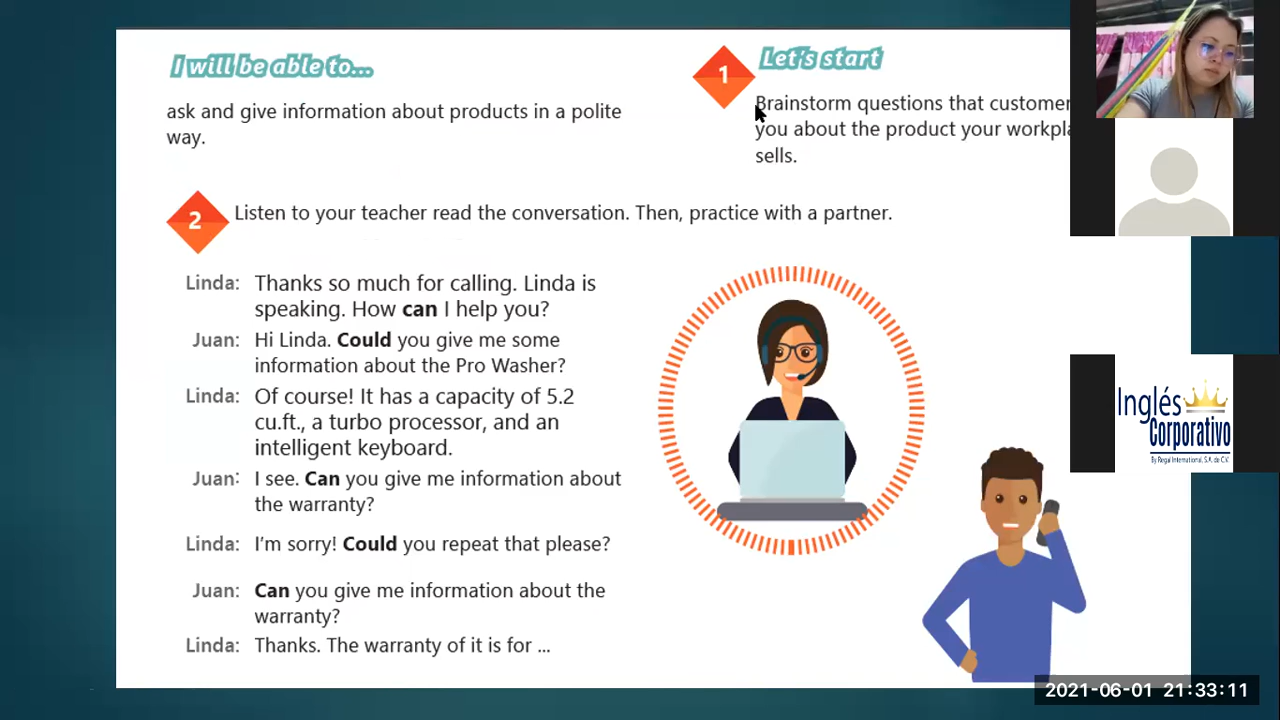 I will be able to...
ask and give information about products in a polite
way.
1
Let's start
Brainstorm questions that customer
you about the product your workpla
sells.
2
Listen to your teacher read the conversation. Then, practice with a partner.
Linda: Thanks so much for calling. Linda is
speaking. How can I help you?
Juan: Hi Linda. Could you give me some
information about the Pro Washer?
Linda: Of course! It has a capacity of 5.2
cu.ft., a turbo processor, and an
intelligent keyboard.
Juan: I see. Can you give me information about
the warranty?
Linda: I'm sorry! Could you repeat that please?
Juan: Can you give me information about the
warranty?
Linda: Thanks. The warranty of it is for ...
Inglés
Corporativo
By Regal International, S.A. de C.V.
2021-06-01 21:33:11